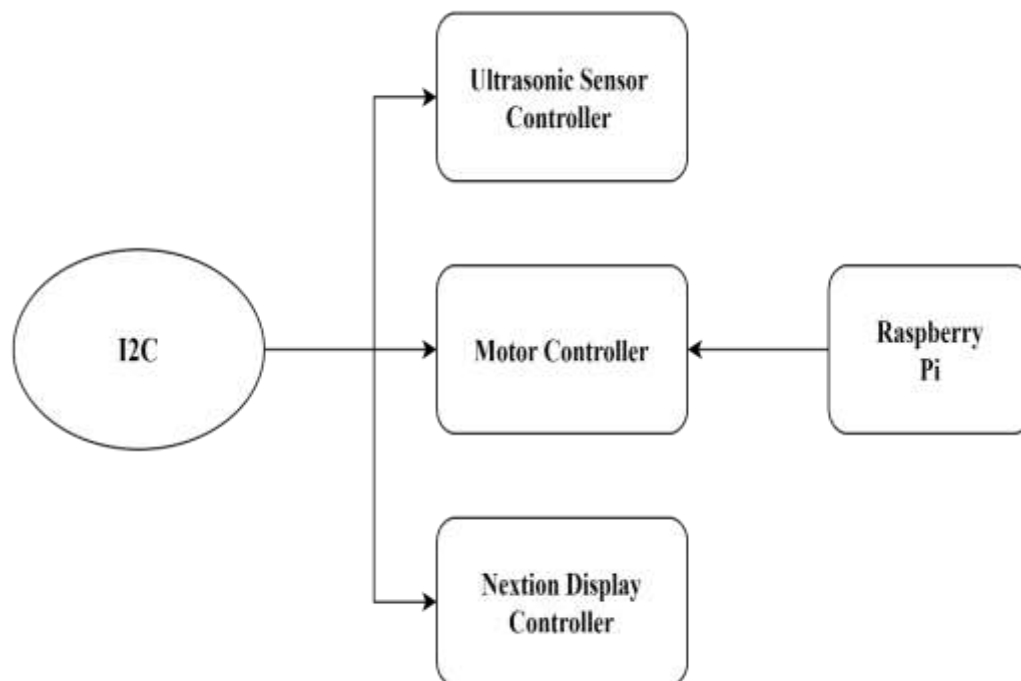 Ultrasonic Sensor
Controller
I2C
Motor Controller
Raspberry
Pi
Nextion Display
Controller